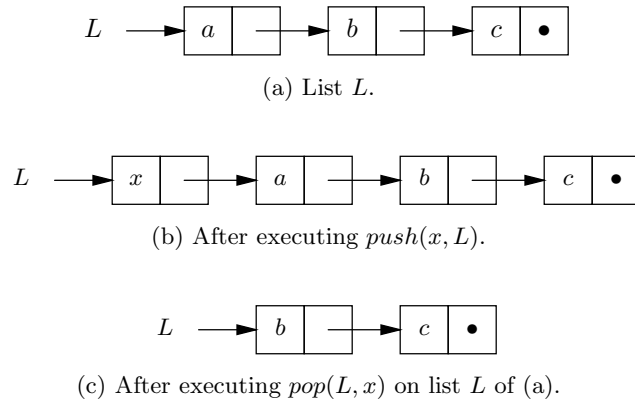 L a b c •
(a) List L.
L x a b c •
(b) After executing push(x, L).
L b c •
(c) After executing pop(L, x) on list L of (a).